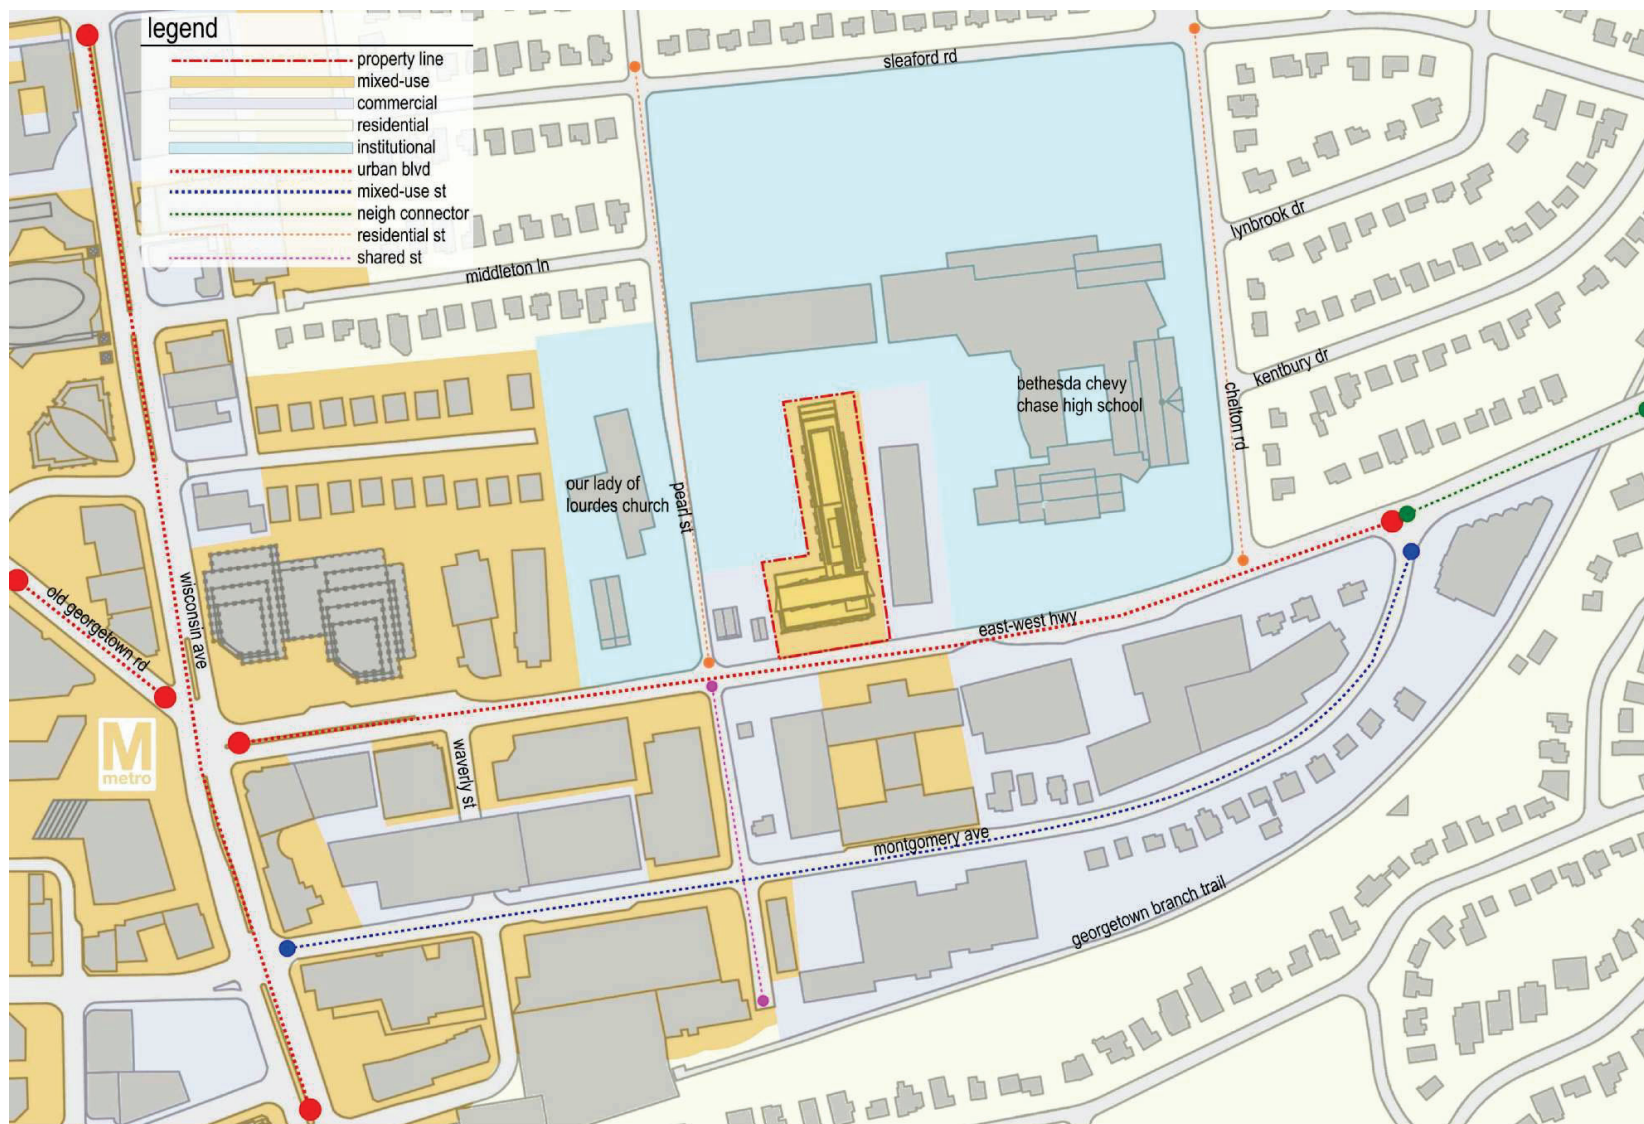 legend
property line
mixed-use
commercial
residential
institutional
urban blvd
mixed-use st
neigh connector
residential st
shared st
sleaford rd
lynbrook dr
middleton ln
kentbury dr
bethesda chevy
chase high school
chelton rd
our lady of
lourdes church
pearl st
old georgetown rd
wisconsin ave
east-west hwy
M
metro
waverly st
montgomery ave
georgetown branch trail